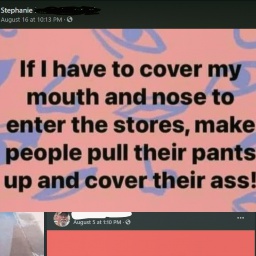 Stephanie
August 16 at 10:13 PM ·
If I have to cover my
mouth and nose to
enter the stores, make
people pull their pants
up and cover their ass!
August 5 at 1:10 PM ·